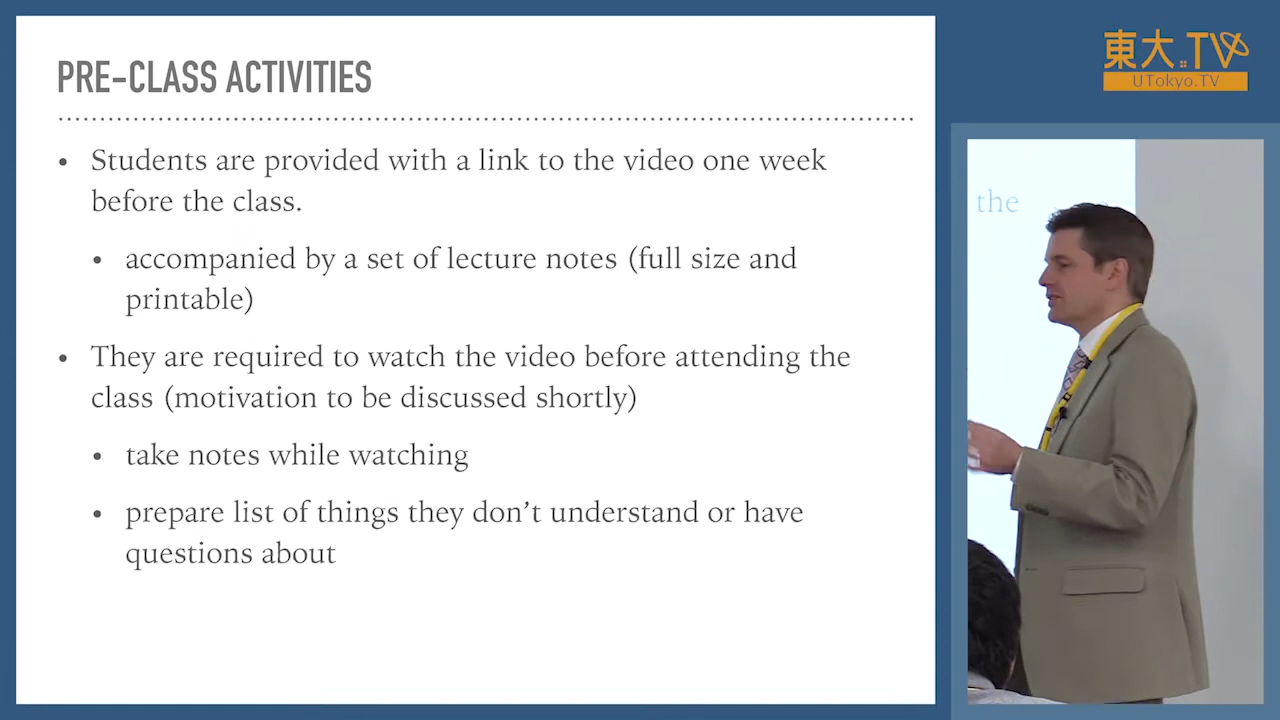 PRE-CLASS ACTIVITIES
• Students are provided with a link to the video one week
before the class.
• accompanied by a set of lecture notes (full size and
printable)
• They are required to watch the video before attending the
class (motivation to be discussed shortly)
• take notes while watching
• prepare list of things they don’t understand or have
questions about
東大.TV
UTokyo.TV
the